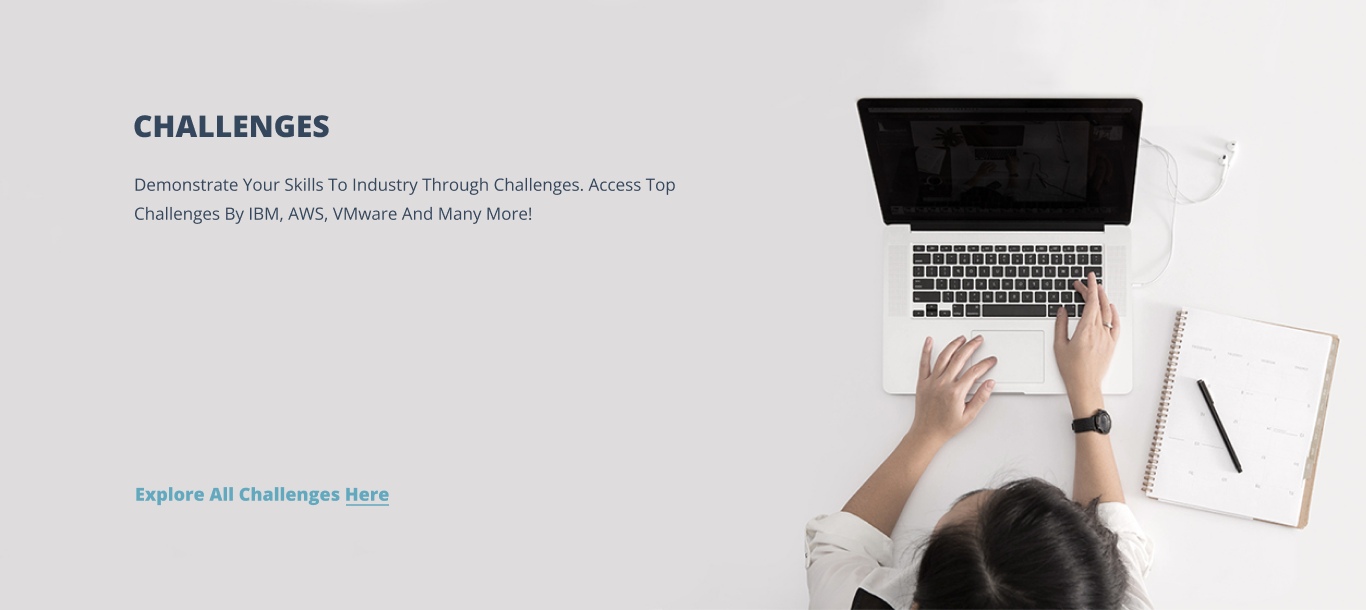 CHALLENGES
Demonstrate Your Skills To Industry Through Challenges. Access Top
Challenges By IBM, AWS, VMware And Many More!
Explore All Challenges Here